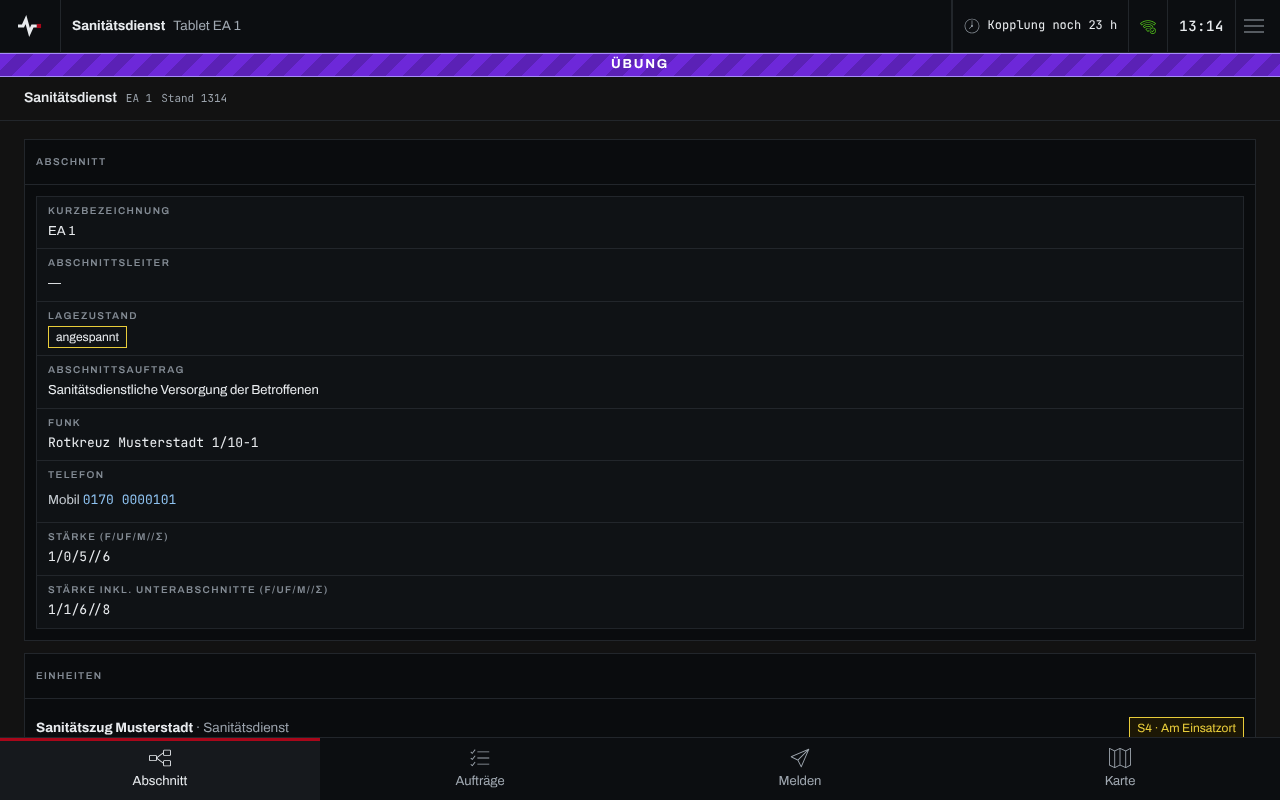 Sanitätsdienst Tablet EA 1
Kopplung noch 23 h
13:14
ÜBUNG
Sanitätsdienst EA 1 Stand 1314
ABSCHNITT
KURZBEZEICHNUNG
EA 1
ABSCHNITTSLEITER
—
LAGEZUSTAND
angespannt
ABSCHNITTSAUFTRAG
Sanitätsdienstliche Versorgung der Betroffenen
FUNK
Rotkreuz Musterstadt 1/10-1
TELEFON
Mobil 0170 0000101
STÄRKE (F/UF/M//Σ)
1/0/5//6
STÄRKE INKL. UNTERABSCHNITTE (F/UF/M//Σ)
1/1/6//8
EINHEITEN
Sanitätszug Musterstadt · Sanitätsdienst
S4 · Am Einsatzort
Abschnitt
Aufträge
Melden
Karte